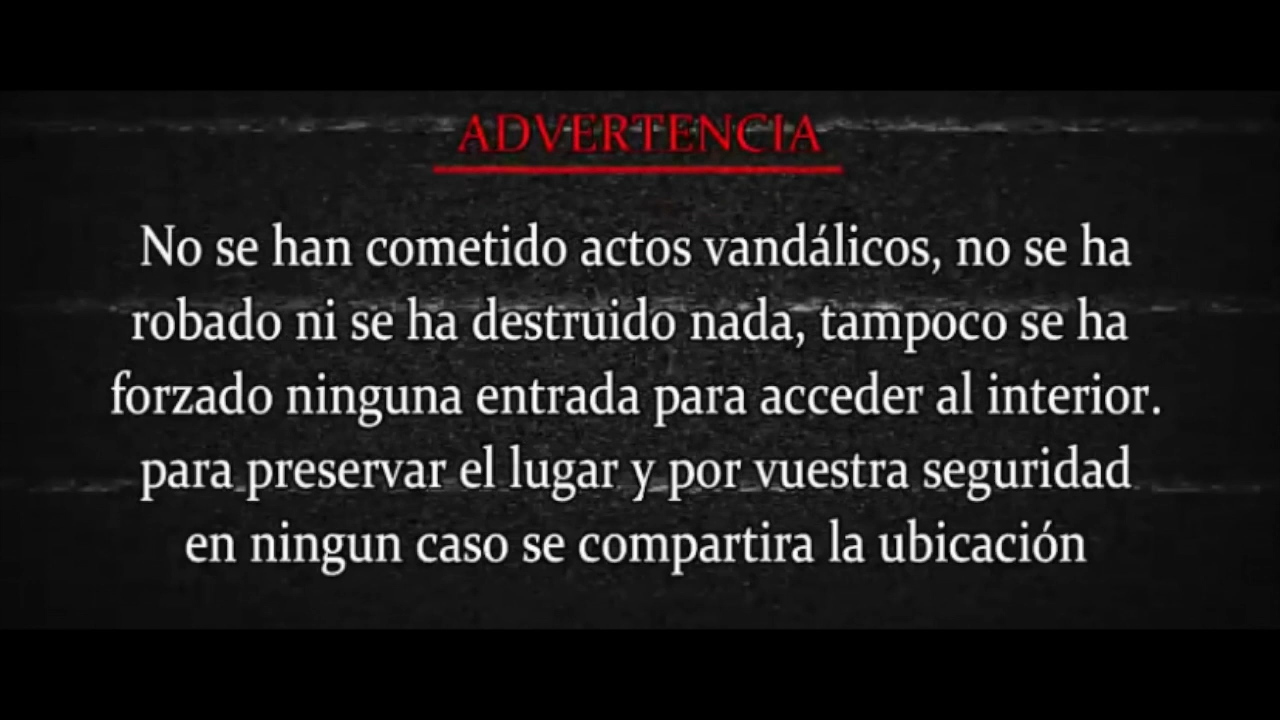 ADVERTENCIA
No se han cometido actos vandálicos, no se ha
robado ni se ha destruido nada, tampoco se ha
forzado ninguna entrada para acceder al interior.
para preservar el lugar y por vuestra seguridad
en ningun caso se compartira la ubicación